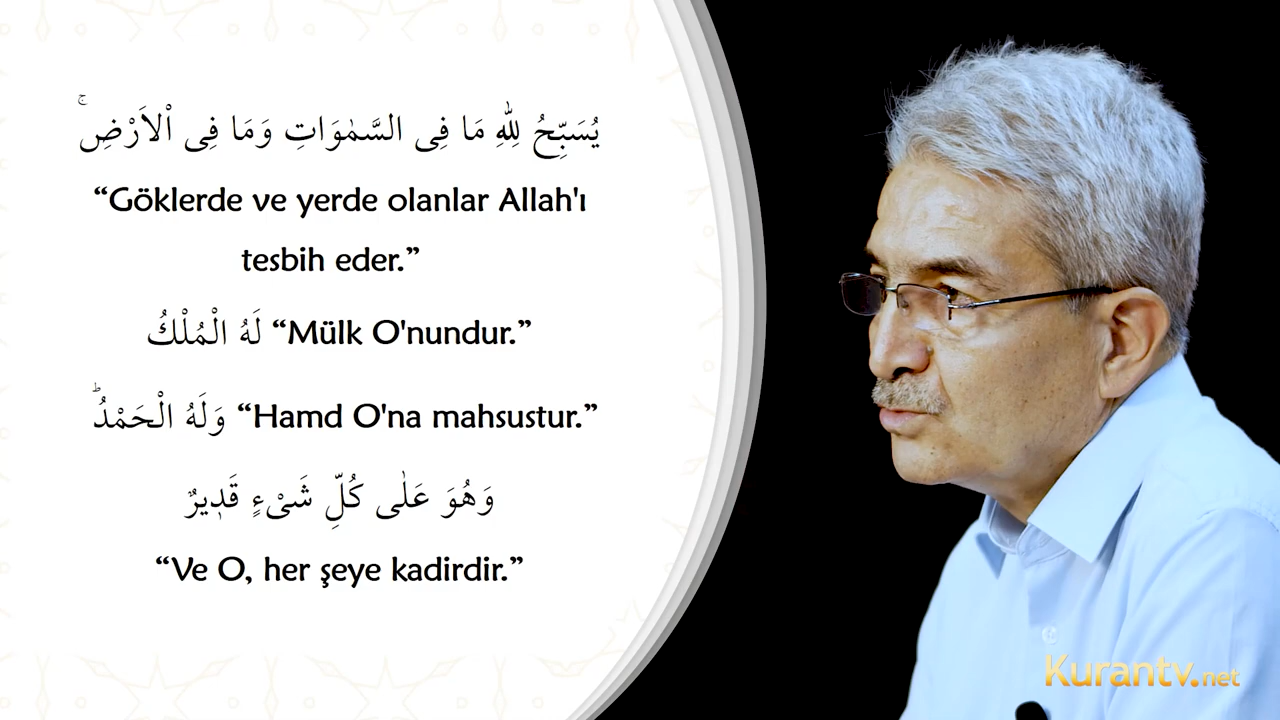 يُسَبِّحُ لِلّٰهِ مَا فِى السَّمٰوَاتِ وَمَا فِى اْلاَرْضِۚ
“Göklerde ve yerde olanlar Allah'ı
tesbih eder.”
لَهُ الْمُلْكُ “Mülk O'nundur.”
وَلَهُ الْحَمْدُؕ “Hamd O'na mahsustur.”
وَهُوَ عَلٰى كُلِّ شَىْءٍ قَدٖيرٌ
“Ve O, her şeye kadirdir.”
Kurantv.net